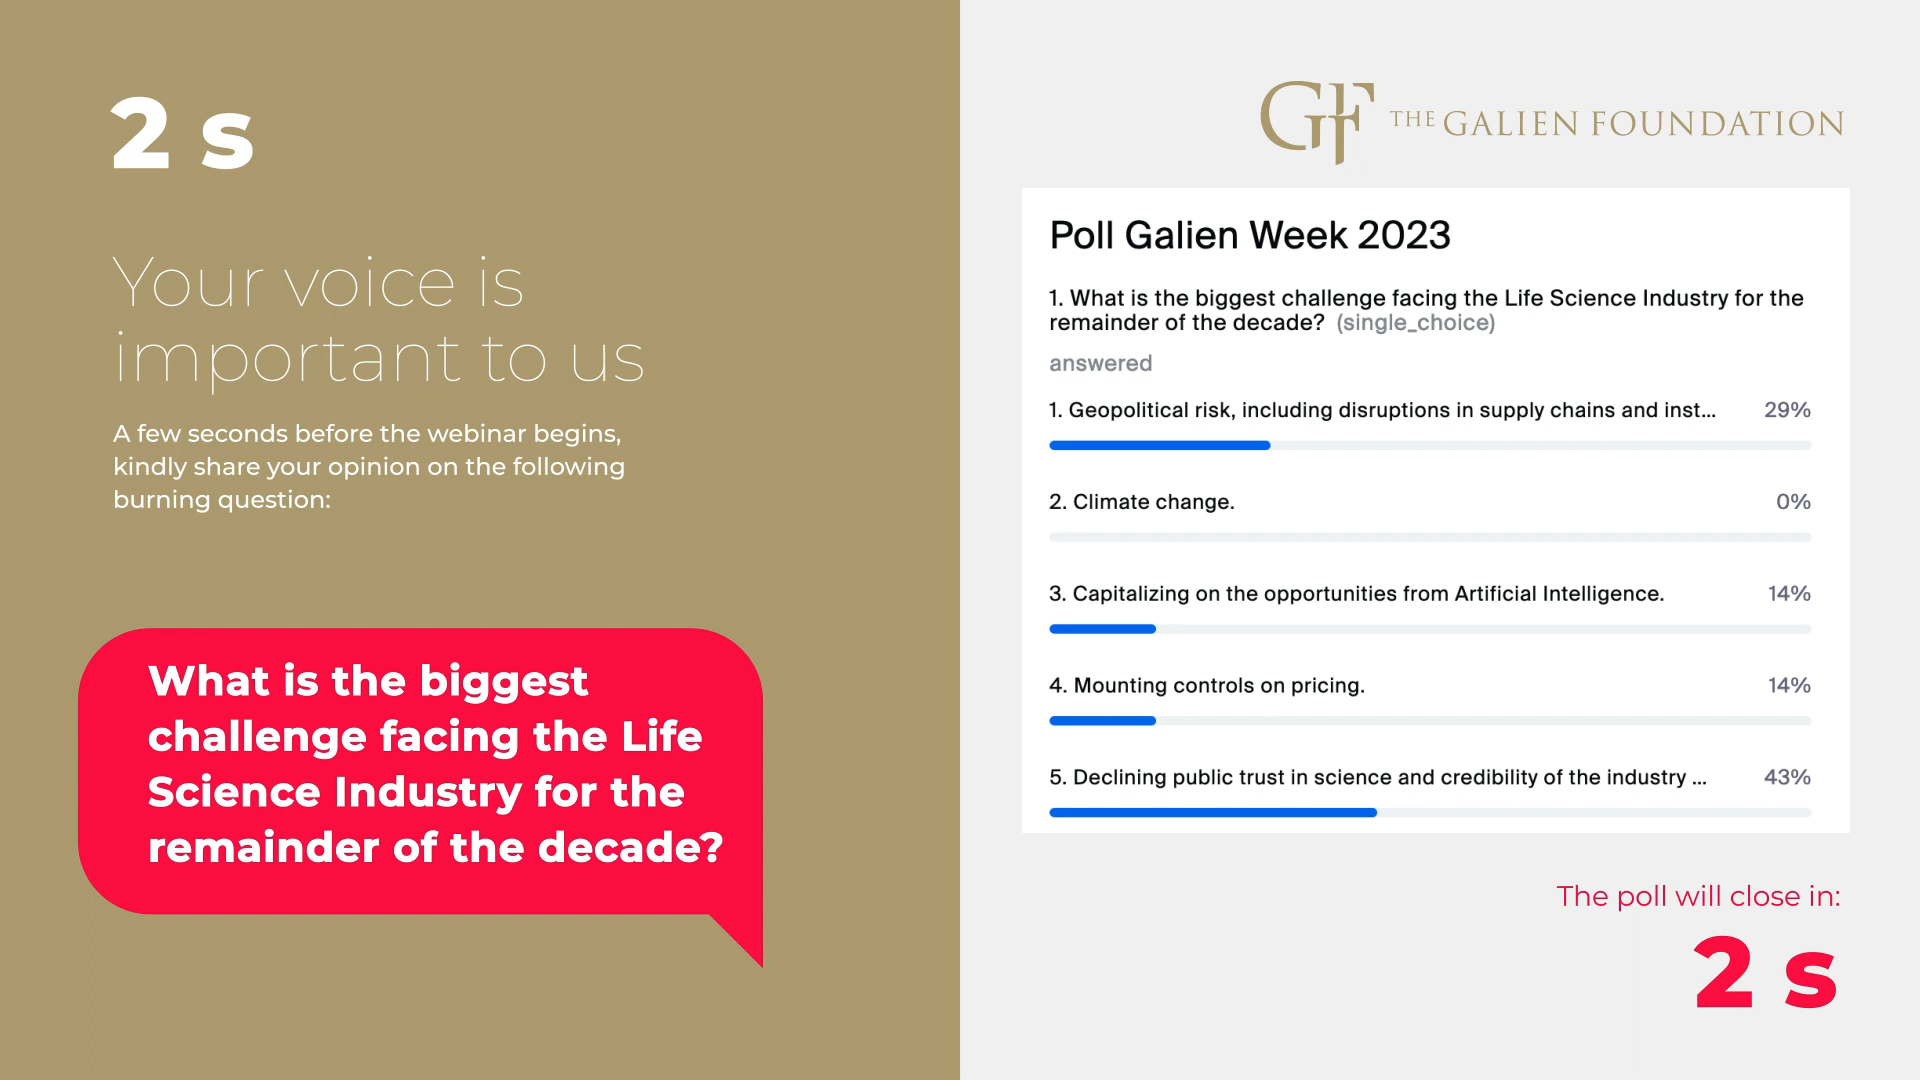 2 s
Your voice is
important to us
A few seconds before the webinar begins,
kindly share your opinion on the following
burning question:
What is the biggest
challenge facing the Life
Science Industry for the
remainder of the decade?
GF THE GALIEN FOUNDATION
Poll Galien Week 2023
1. What is the biggest challenge facing the Life Science Industry for the
remainder of the decade? (single_choice)
answered
1. Geopolitical risk, including disruptions in supply chains and inst... 29%
2. Climate change. 0%
3. Capitalizing on the opportunities from Artificial Intelligence. 14%
4. Mounting controls on pricing. 14%
5. Declining public trust in science and credibility of the industry ... 43%
The poll will close in:
2 s